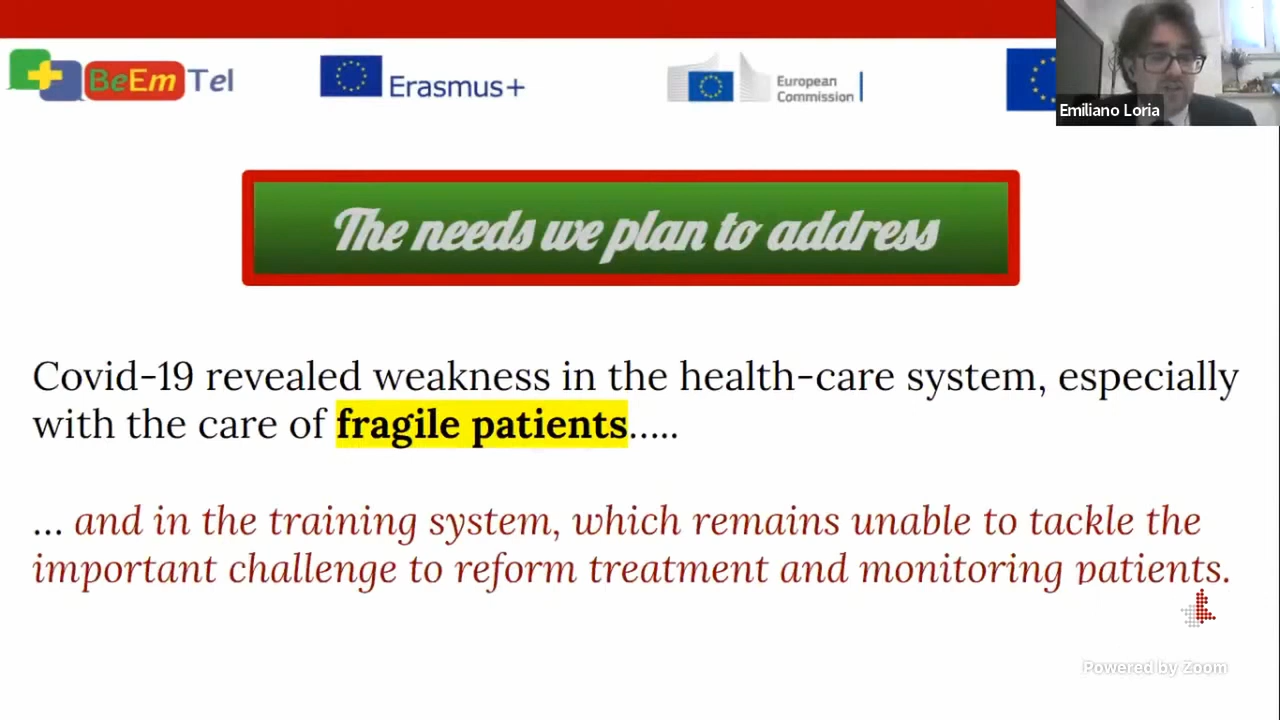 BeEm Tel
Erasmus+
European
Commission
Emiliano Loria
The needs we plan to address
Covid-19 revealed weakness in the health-care system, especially
with the care of fragile patients.....
... and in the training system, which remains unable to tackle the
important challenge to reform treatment and monitoring patients.
Powered by Zoom